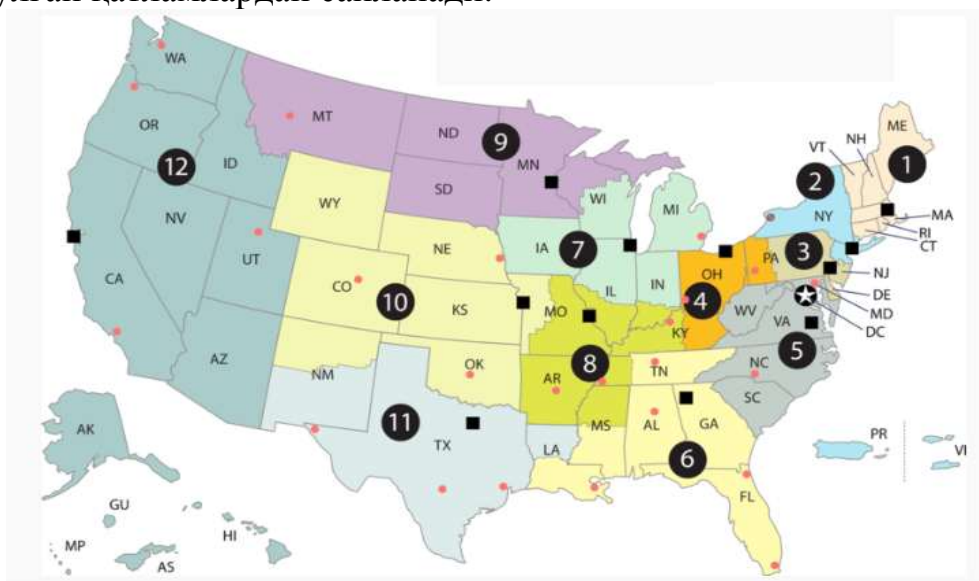 қатламлардан байланади.
WA
MT
ND
9
MN
ME
VT
NH
1
OR
12
ID
SD
WI
MI
2
NY
MA
RI
CT
WY
NV
UT
NE
IA
7
IL
IN
OH
4
PA
3
NJ
DE
MD
DC
CA
CO
10
KS
MO
KY
WV
VA
5
AZ
NM
OK
8
AR
TN
NC
SC
AK
11
TX
LA
MS
AL
GA
6
FL
PR
VI
GU
HI
MP
AS